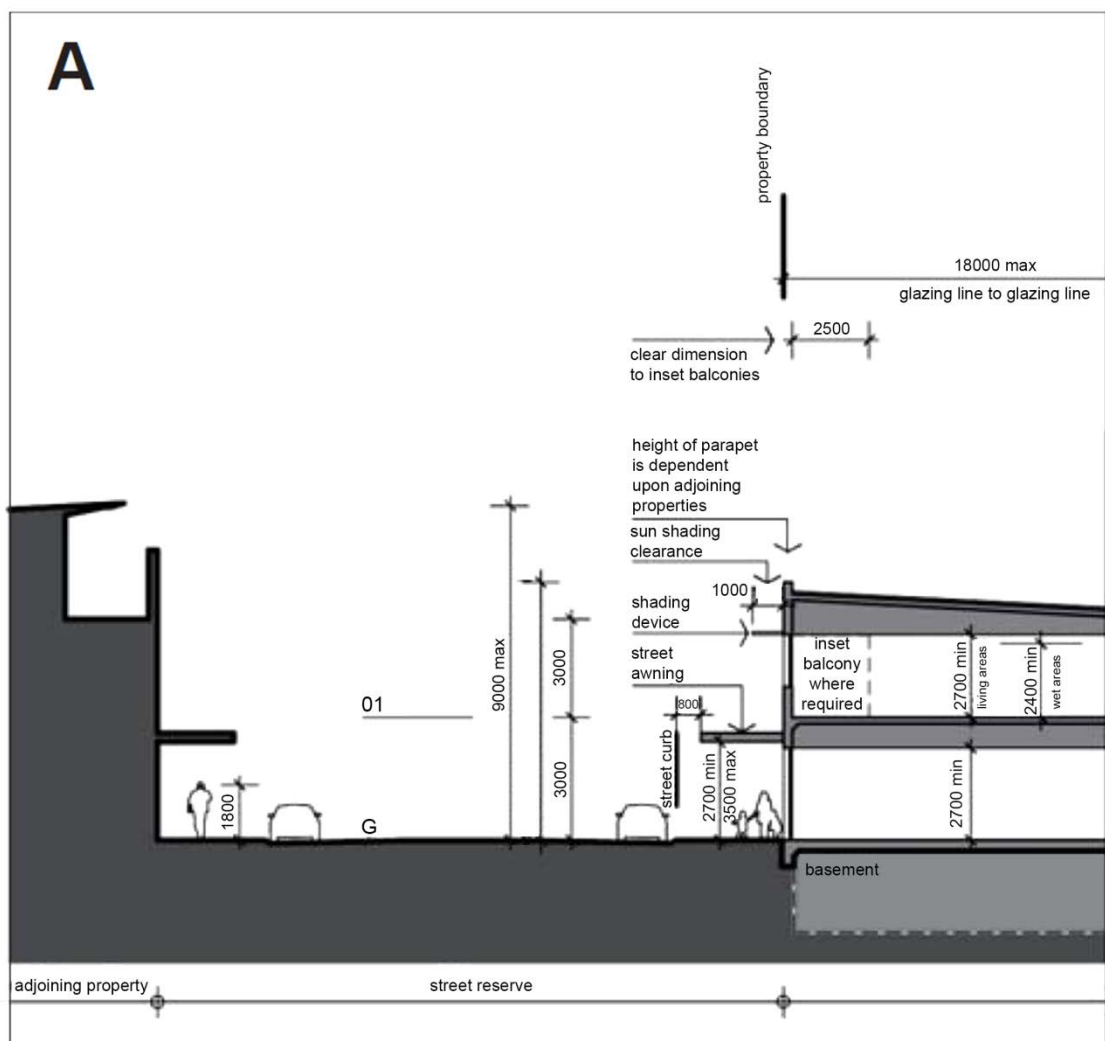 A
property boundary
18000 max
glazing line to glazing line
2500
clear dimension
to inset balconies
height of parapet
is dependent
upon adjoining
properties
sun shading
clearance
1000
shading
device
street
awning
inset
balcony
where
required
2700 min
living areas
2400 min
wet areas
9000 max
3000
01
800
street curb
2700 min
3500 max
3000
2700 min
1800
G
basement
adjoining property
street reserve